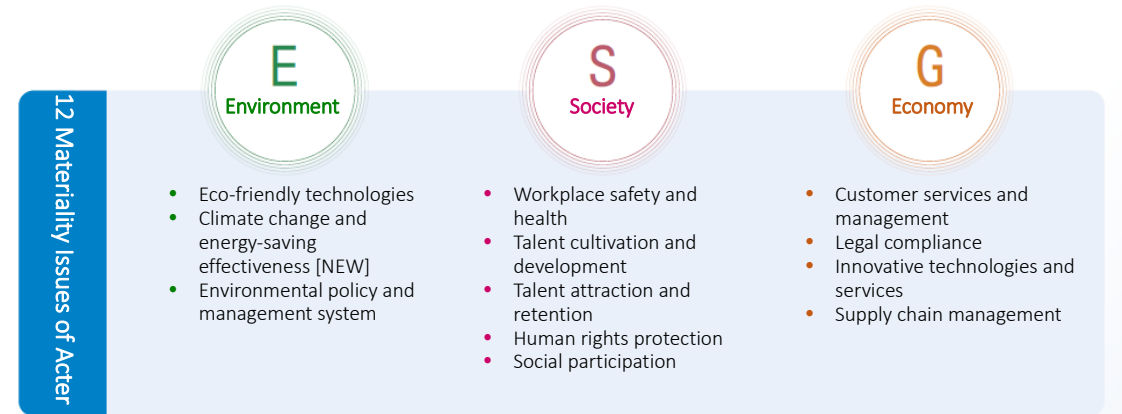 12 Materiality Issues of Acter
E
Environment
• Eco-friendly technologies
• Climate change and
energy-saving
effectiveness [NEW]
• Environmental policy and
management system
S
Society
• Workplace safety and
health
• Talent cultivation and
development
• Talent attraction and
retention
• Human rights protection
• Social participation
G
Economy
• Customer services and
management
• Legal compliance
• Innovative technologies and
services
• Supply chain management